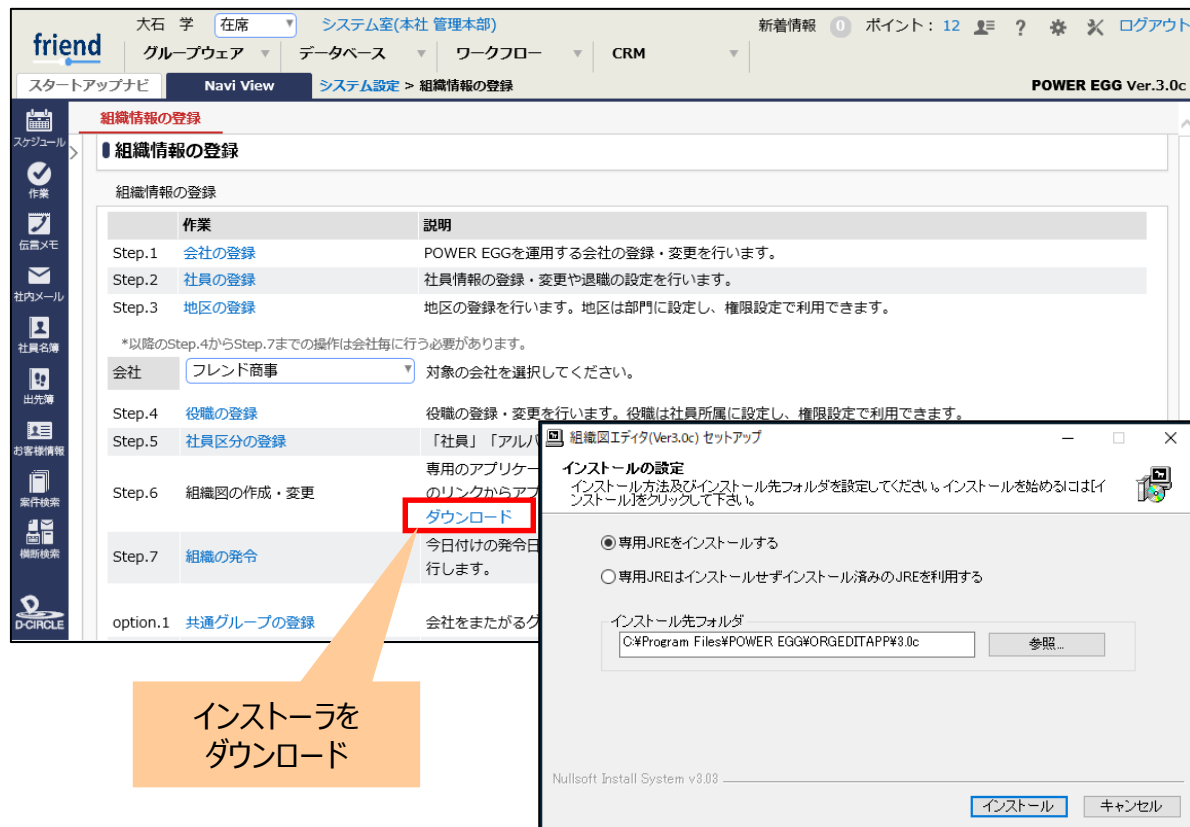 friend
大石 学 在席 システム室(本社 管理本部) 新着情報 0 ポイント: 12 ? ログアウト
グループウェア データベース ワークフロー CRM
スタートアップナビ Navi View システム設定 > 組織情報の登録 POWER EGG Ver.3.0c
スケジュール
作業
伝言メモ
社内メール
社員名簿
出先簿
お客様情報
案件検索
横断検索
D-CIRCLE
組織情報の登録
組織情報の登録
組織情報の登録
作業 説明
Step.1 会社の登録 POWER EGGを運用する会社の登録・変更を行います。
Step.2 社員の登録 社員情報の登録・変更や退職の設定を行います。
Step.3 地区の登録 地区の登録を行います。地区は部門に設定し、権限設定で利用できます。
*以降のStep.4からStep.7までの操作は会社毎に行う必要があります。
会社 フレンド商事 対象の会社を選択してください。
Step.4 役職の登録 役職の登録・変更を行います。役職は社員所属に設定し、権限設定で利用できます。
Step.5 社員区分の登録 「社員」「アルバ
専用のアプリケー
Step.6 組織図の作成・変更 のリンクからアプ
ダウンロード
今日付けの発令日
Step.7 組織の発令
行します。
option.1 共通グループの登録 会社をまたがるグ
インストーラを
ダウンロード
組織図エディタ(Ver3.0c) セットアップ
インストールの設定
インストール方法及びインストール先フォルダを設定してください。インストールを始めるには[イ
ンストール]をクリックして下さい。
専用JREをインストールする
専用JREはインストールせずインストール済みのJREを利用する
インストール先フォルダ
C:¥Program Files¥POWER EGG¥ORGEDITAPP¥3.0c 参照...
Nullsoft Install System v3.03
インストール キャンセル